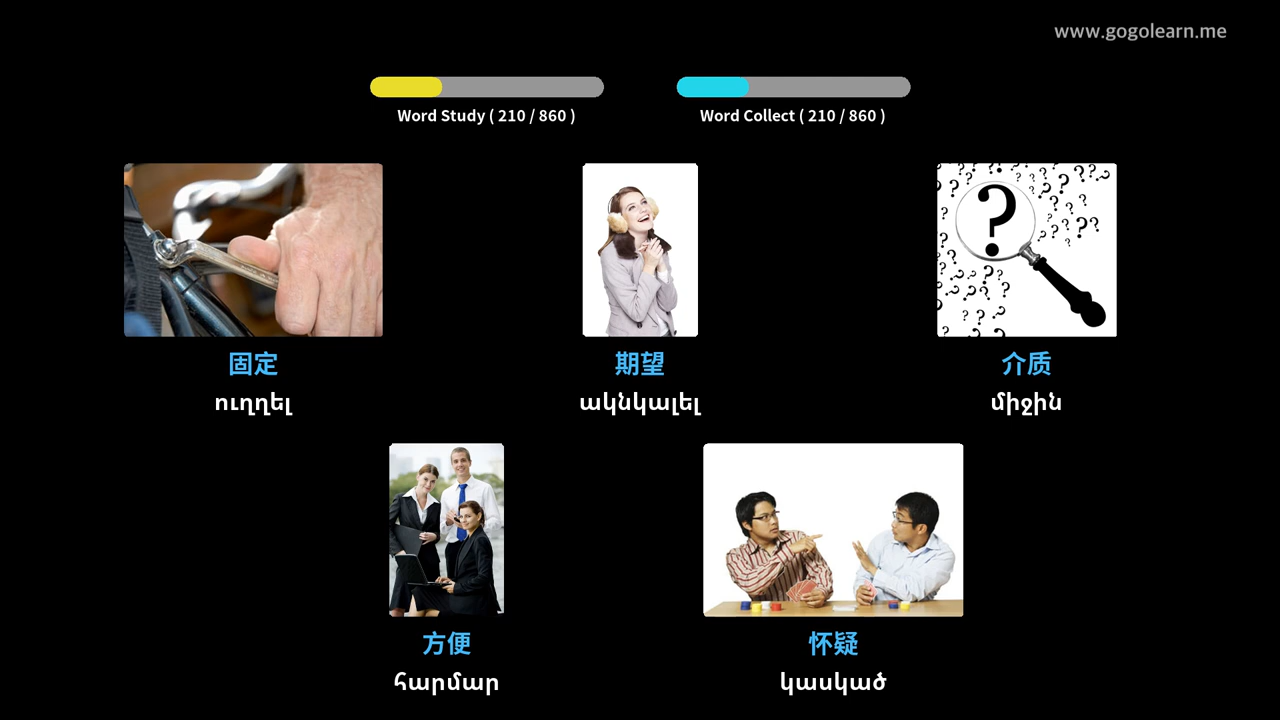 www.gogolearn.me
Word Study ( 210 / 860 )
Word Collect ( 210 / 860 )
固定
ուղղել
期望
ակնկալել
介质
միջին
方便
հարմար
怀疑
կասկած